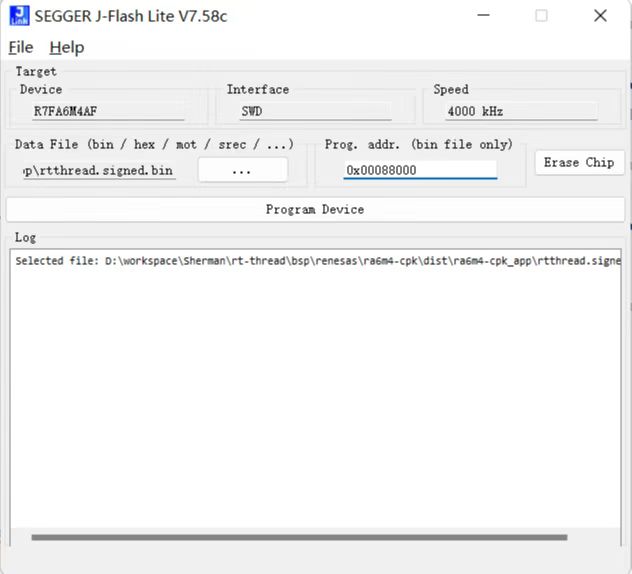 SEGGER J-Flash Lite V7.58c
File Help
Target
Device Interface Speed
R7FA6M4AF SWD 4000 kHz
Data File (bin / hex / mot / srec / ...) Prog. addr. (bin file only)
p\rtthread.signed.bin ... 0x00088000 Erase Chip
Program Device
Log
Selected file: D:\workspace\Sherman\rt-thread\bsp\renesas\ra6m4-cpk\dist\ra6m4-cpk_app\rtthread.signe